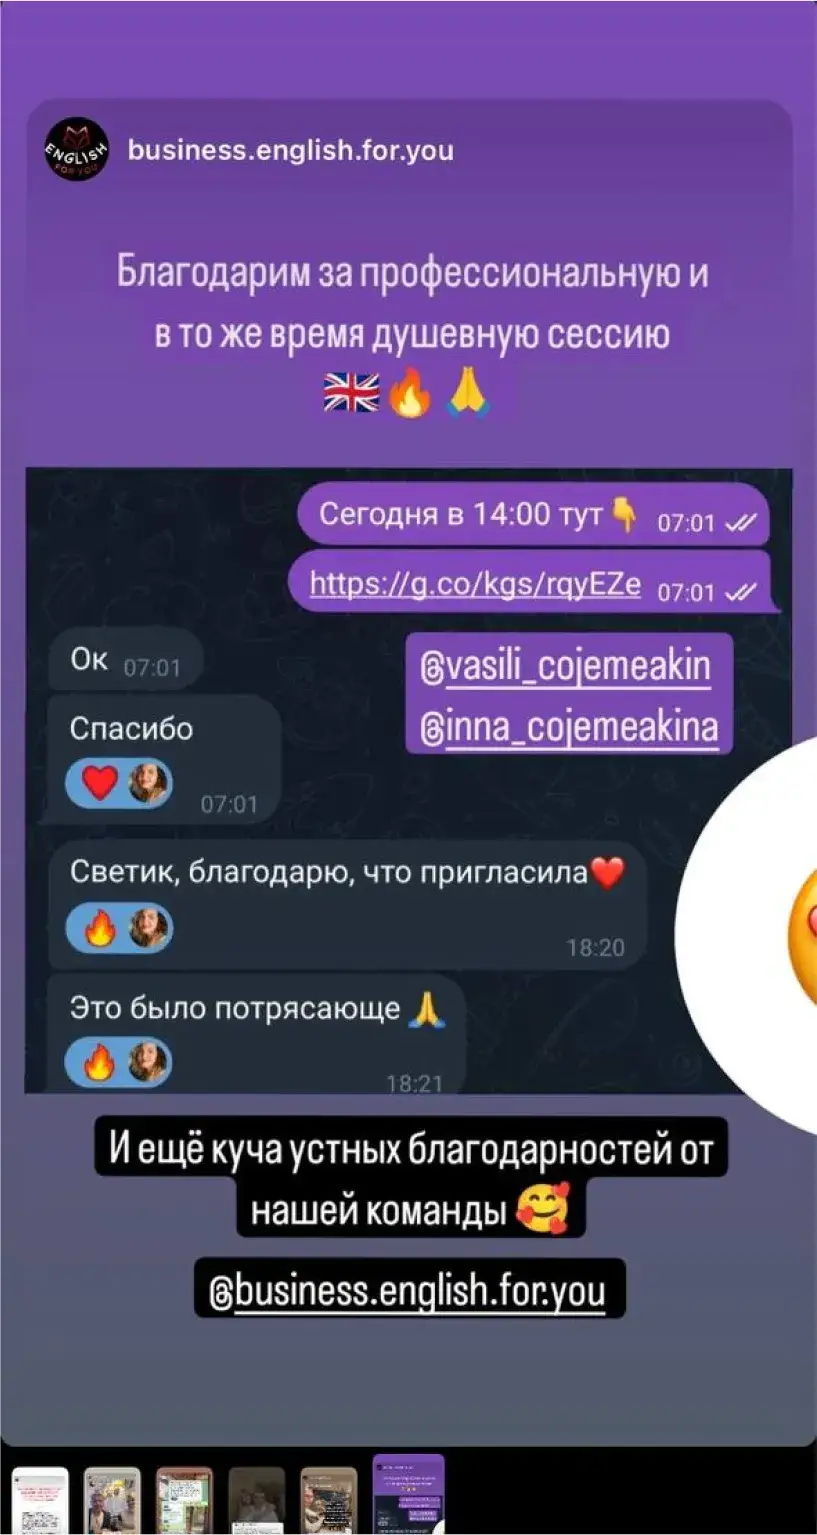 ENGLISH
FOR YOU
business.english.for.you
Благодарим за профессиональную и
в то же время душевную сессию
Сегодня в 14:00 тут 07:01
https://g.co/kgs/rqyEZe 07:01
Ок 07:01
@vasili_cojemeakin
@inna_cojemeakina
Спасибо
07:01
Светик, благодарю, что пригласила
18:20
Это было потрясающе
18:21
И ещё куча устных благодарностей от
нашей команды
@business.english.for.you